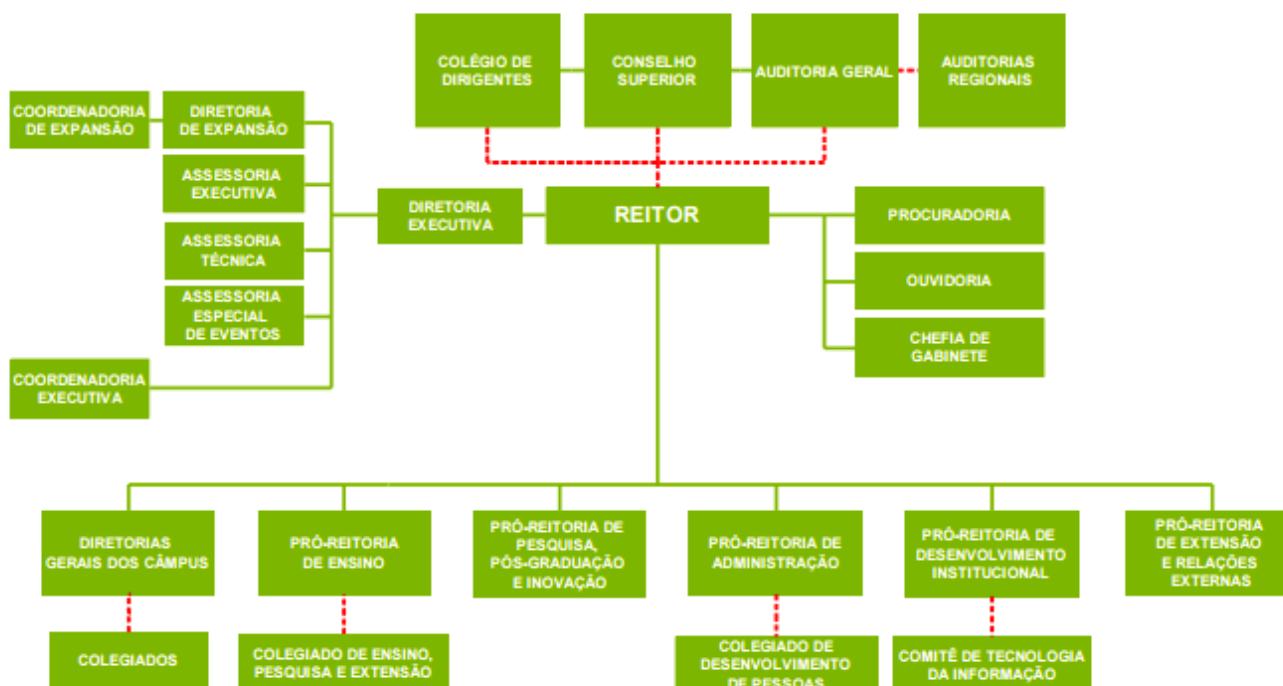 COLÉGIO DE
DIRIGENTES
CONSELHO
SUPERIOR
AUDITORIA GERAL
AUDITORIAS
REGIONAIS
COORDENADORIA
DE EXPANSÃO
DIRETORIA
DE EXPANSÃO
ASSESSORIA
EXECUTIVA
ASSESSORIA
TÉCNICA
ASSESSORIA
ESPECIAL
DE EVENTOS
COORDENADORIA
EXECUTIVA
DIRETORIA
EXECUTIVA
REITOR
PROCURADORIA
OUVIDORIA
CHEFIA DE
GABINETE
DIRETORIAS
GERAIS DOS CÂMPUS
PRÓ-REITORIA
DE ENSINO
PRÓ-REITORIA DE
PESQUISA,
PÓS-GRADUAÇÃO
E INOVAÇÃO
PRÓ-REITORIA DE
ADMINISTRAÇÃO
PRÓ-REITORIA DE
DESENVOLVIMENTO
INSTITUCIONAL
PRÓ-REITORIA
DE EXTENSÃO
E RELAÇÕES
EXTERNAS
COLEGIADOS
COLEGIADO DE ENSINO,
PESQUISA E EXTENSÃO
COLEGIADO DE
DESENVOLVIMENTO
DE PESSOAS
COMITÊ DE TECNOLOGIA
DA INFORMAÇÃO